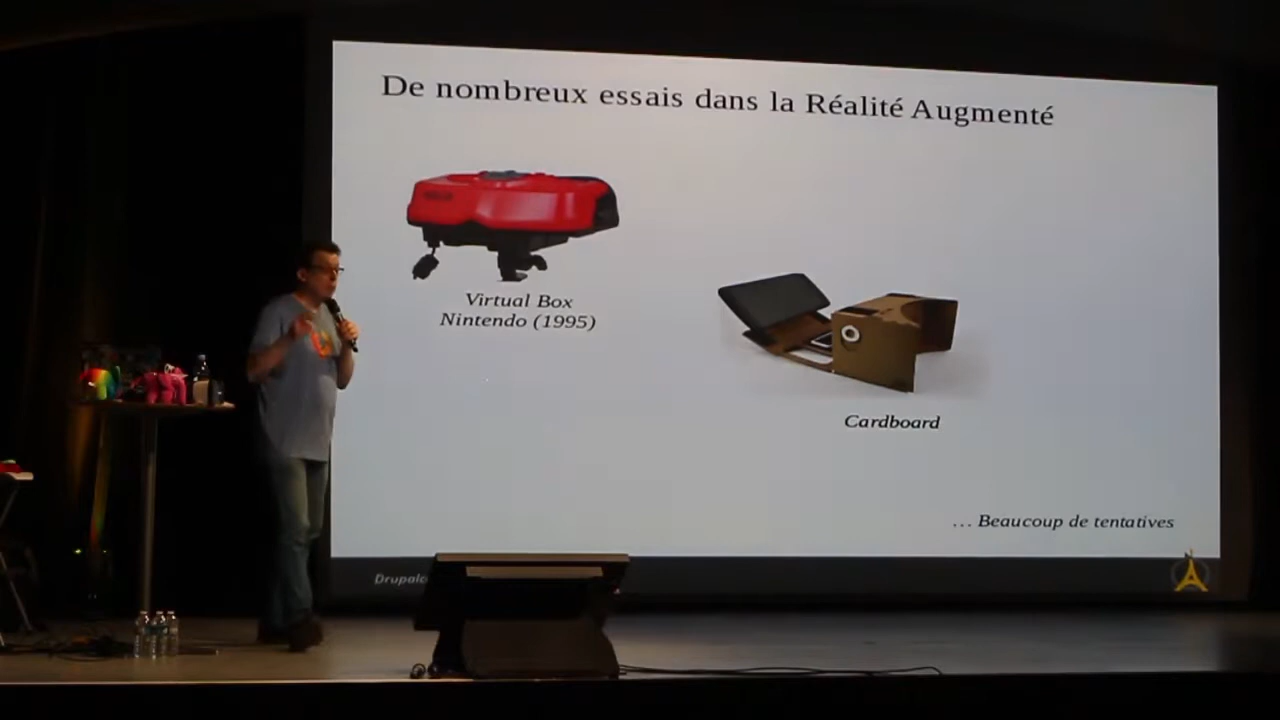 De nombreux essais dans la Réalité Augmenté
Virtual Box
Nintendo (1995)
Cardboard
... Beaucoup de tentatives